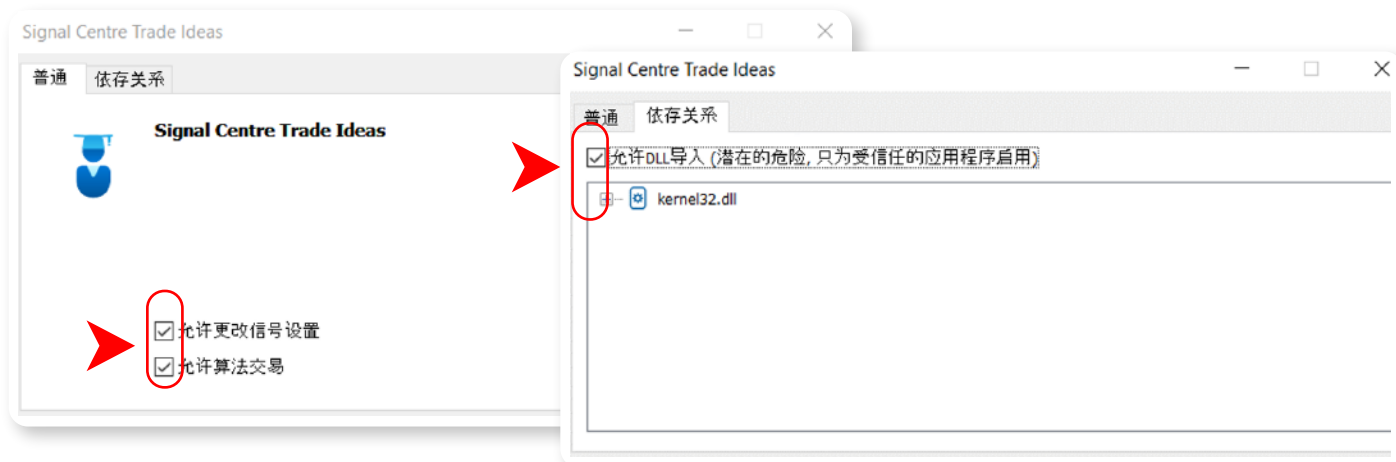 Signal Centre Trade Ideas
普通 依存关系
Signal Centre Trade Ideas
允许更改信号设置
允许算法交易
Signal Centre Trade Ideas
普通 依存关系
允许DLL导入 (潜在的危险, 只为受信任的应用程序启用)
kernel32.dll